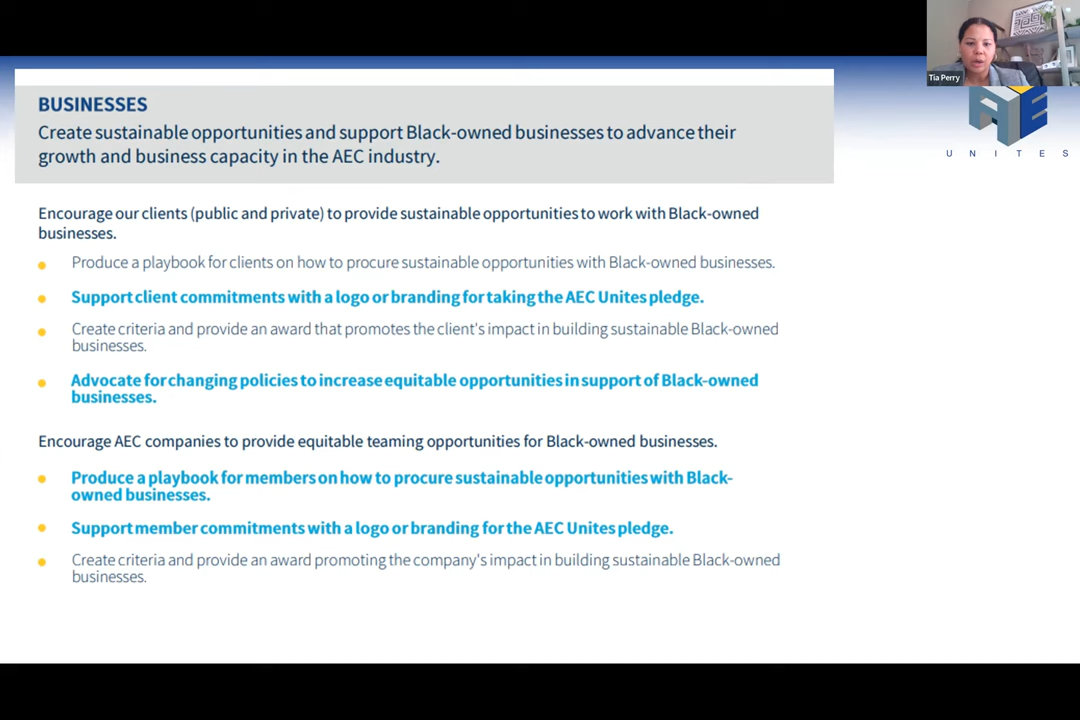 Tia Perry
AE
U N I T E S
BUSINESSES
Create sustainable opportunities and support Black-owned businesses to advance their
growth and business capacity in the AEC industry.
Encourage our clients (public and private) to provide sustainable opportunities to work with Black-owned
businesses.
Produce a playbook for clients on how to procure sustainable opportunities with Black-owned businesses.
Support client commitments with a logo or branding for taking the AEC Unites pledge.
Create criteria and provide an award that promotes the client's impact in building sustainable Black-owned
businesses.
Advocate for changing policies to increase equitable opportunities in support of Black-owned
businesses.
Encourage AEC companies to provide equitable teaming opportunities for Black-owned businesses.
Produce a playbook for members on how to procure sustainable opportunities with Black-
owned businesses.
Support member commitments with a logo or branding for the AEC Unites pledge.
Create criteria and provide an award promoting the company's impact in building sustainable Black-owned
businesses.